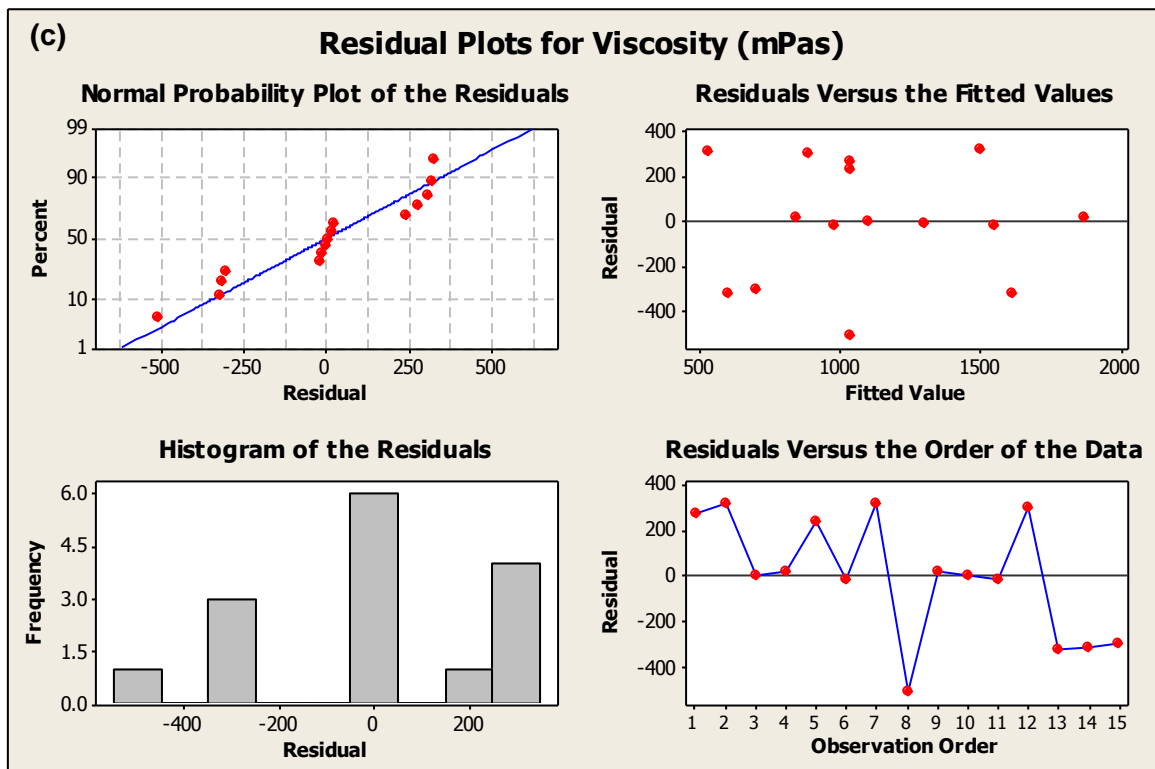 (c)
Residual Plots for Viscosity (mPas)
Normal Probability Plot of the Residuals
99
90
50
10
1
Percent
-500 -250 0 250 500
Residual
Residuals Versus the Fitted Values
400
200
0
-200
-400
Residual
500 1000 1500 2000
Fitted Value
Histogram of the Residuals
6.0
4.5
3.0
1.5
0.0
Frequency
-400 -200 0 200
Residual
Residuals Versus the Order of the Data
400
200
0
-200
-400
Residual
1 2 3 4 5 6 7 8 9 10 11 12 13 14 15
Observation Order